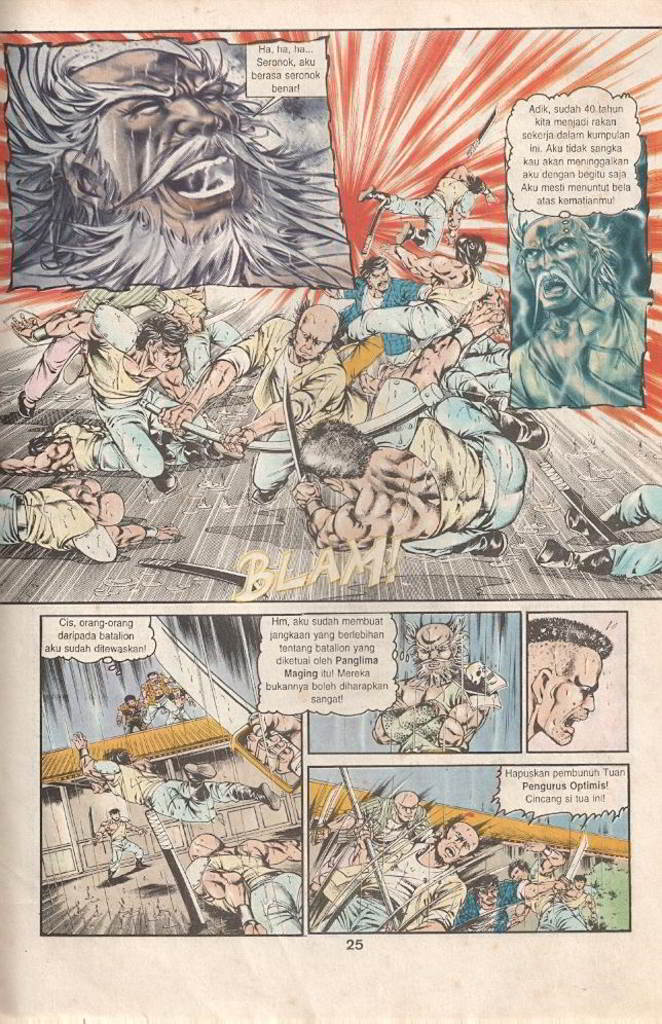 Ha, ha, ha...
Seronok, aku
berasa seronok
benar!
Adik, sudah 40 tahun
kita menjadi rakan
sekerja dalam kumpulan
ini. Aku tidak sangka
kau akan meninggalkan
aku dengan begitu saja
Aku mesti menuntut bela
atas kematianmu!
BLAM!
Cis, orang-orang
daripada batalion
aku sudah ditewaskan!
Hm, aku sudah membuat
jangkaan yang berlebihan
tentang batalion yang
diketuai oleh Panglima
Maging itu! Mereka
bukannya boleh diharapkan
sangat!
Hapuskan pembunuh Tuan
Pengurus Optimis!
Cincang si tua ini!
25